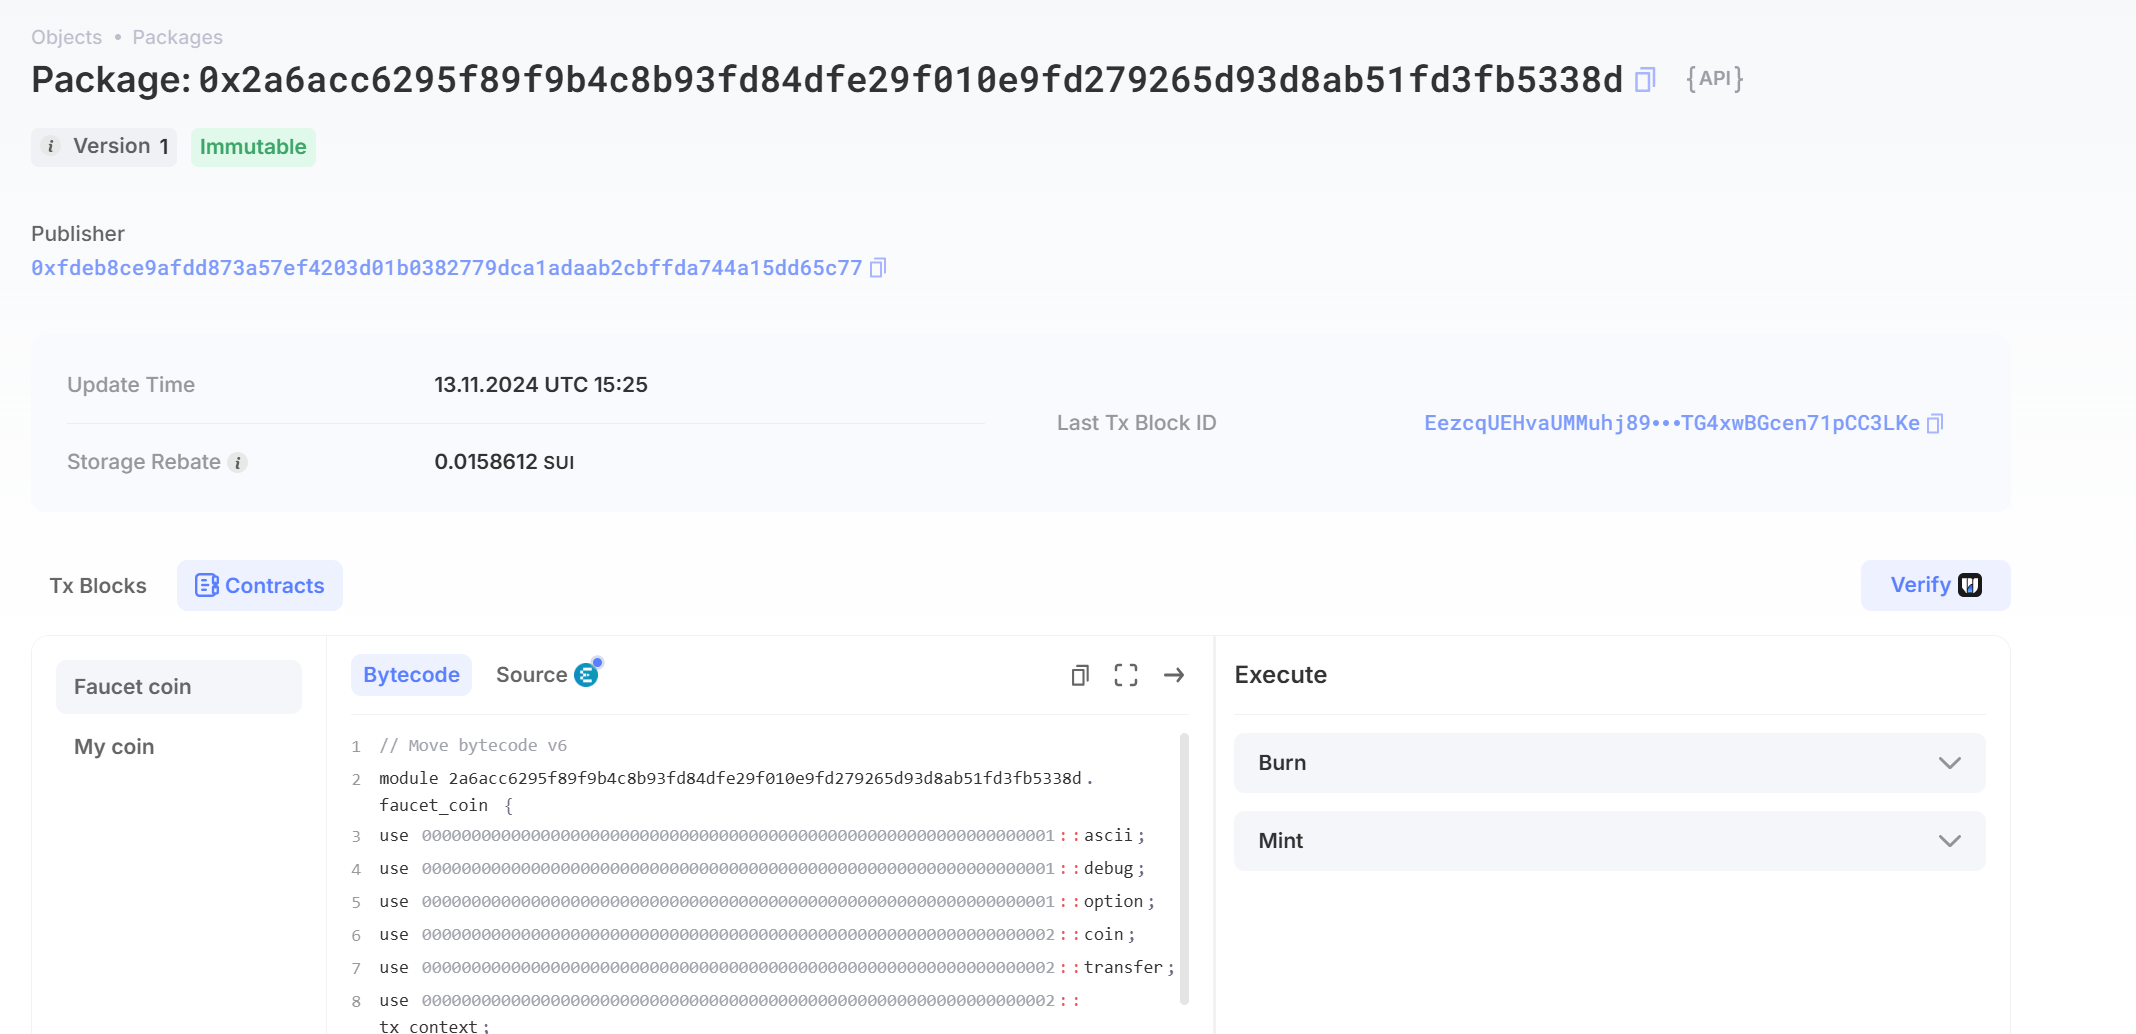 Objects • Packages
Package: 0x2a6acc6295f89f9b4c8b93fd84dfe29f010e9fd279265d93d8ab51fd3fb5338d {API}
i Version 1 Immutable
Publisher
0xfdeb8ce9afdd873a57ef4203d01b0382779dca1adaab2cbffda744a15dd65c77
Update Time 13.11.2024 UTC 15:25
Last Tx Block ID EezcqUEHvaUMMuhj89•••TG4xwBGcen71pCC3LKe
Storage Rebate i 0.0158612 SUI
Tx Blocks Contracts Verify
Faucet coin
My coin
Bytecode Source
1 // Move bytecode v6
2 module 2a6acc6295f89f9b4c8b93fd84dfe29f010e9fd279265d93d8ab51fd3fb5338d.
faucet_coin {
3 use 0000000000000000000000000000000000000000000000000000000000000001::ascii;
4 use 0000000000000000000000000000000000000000000000000000000000000001::debug;
5 use 0000000000000000000000000000000000000000000000000000000000000001::option;
6 use 0000000000000000000000000000000000000000000000000000000000000002::coin;
7 use 0000000000000000000000000000000000000000000000000000000000000002::transfer;
8 use 0000000000000000000000000000000000000000000000000000000000000002::
tx_context;
Execute
Burn
Mint